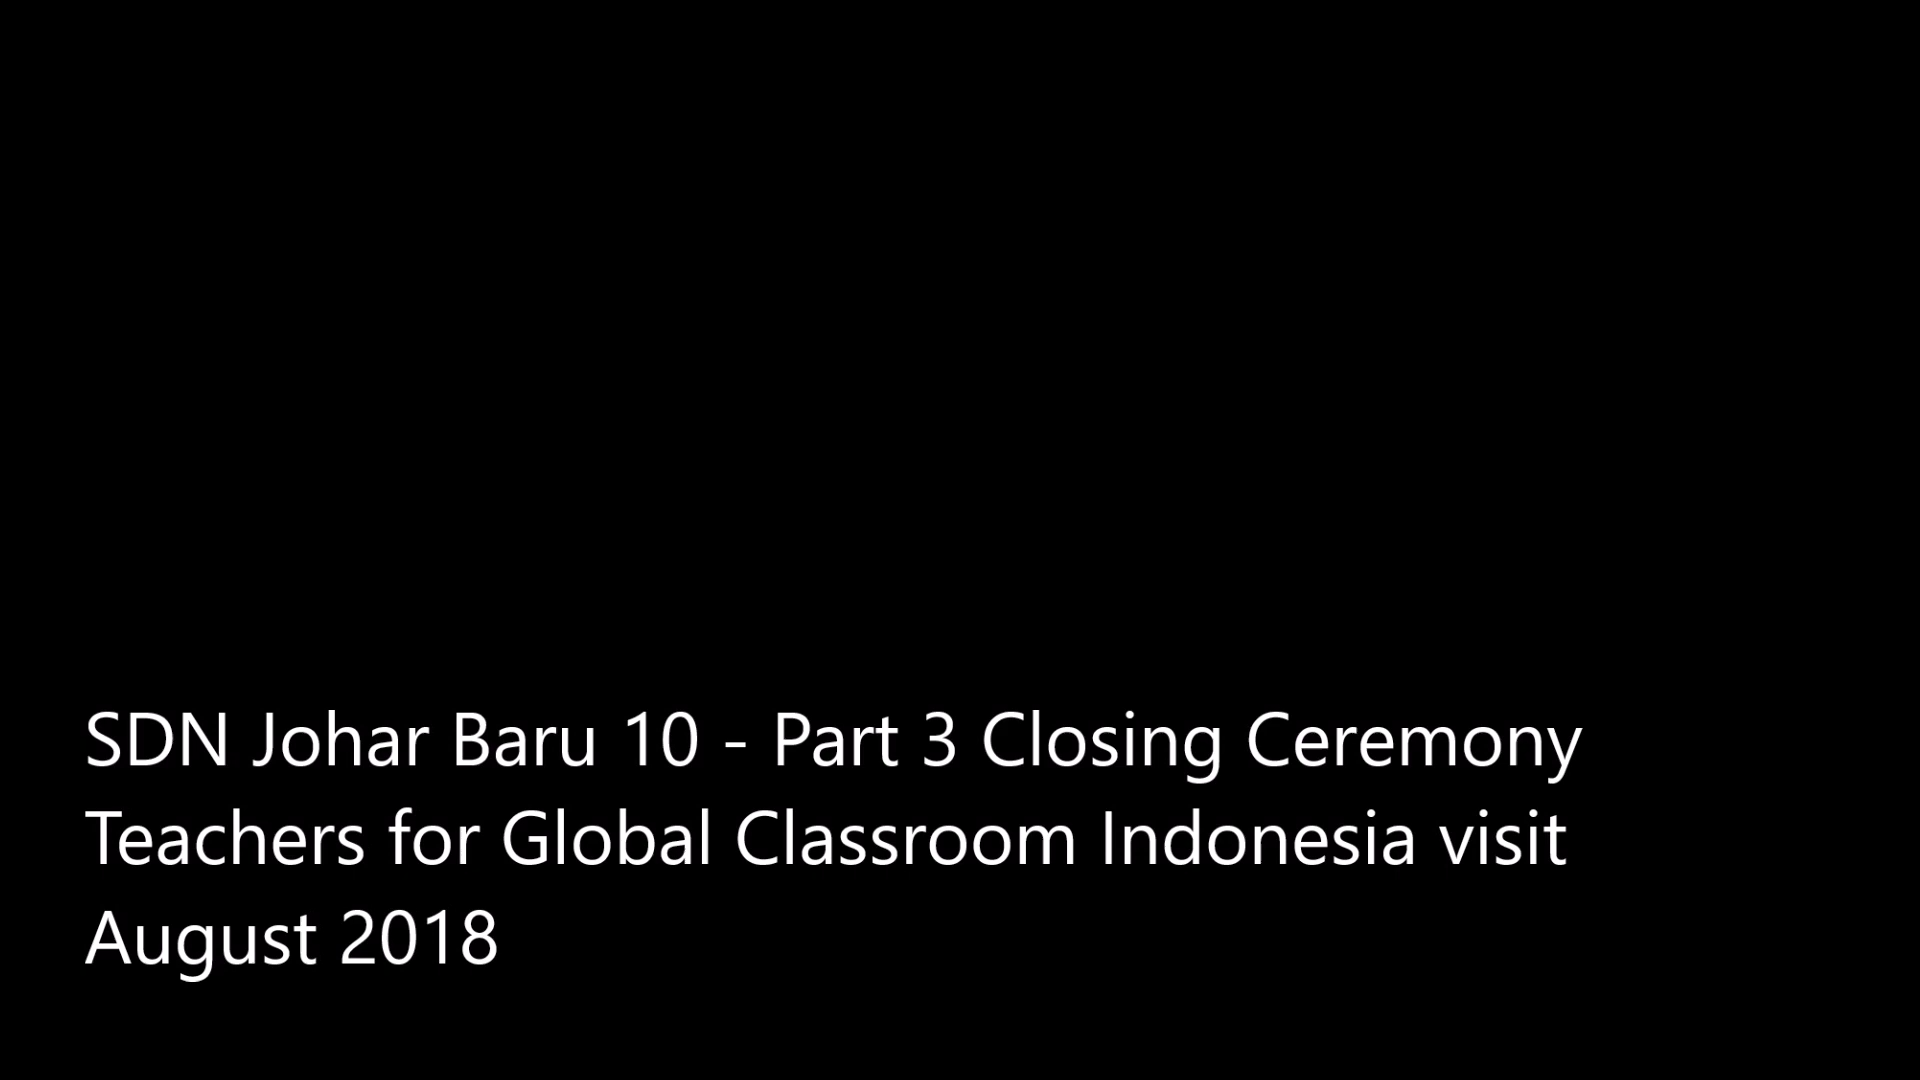 SDN Johar Baru 10 - Part 3 Closing Ceremony
Teachers for Global Classroom Indonesia visit
August 2018